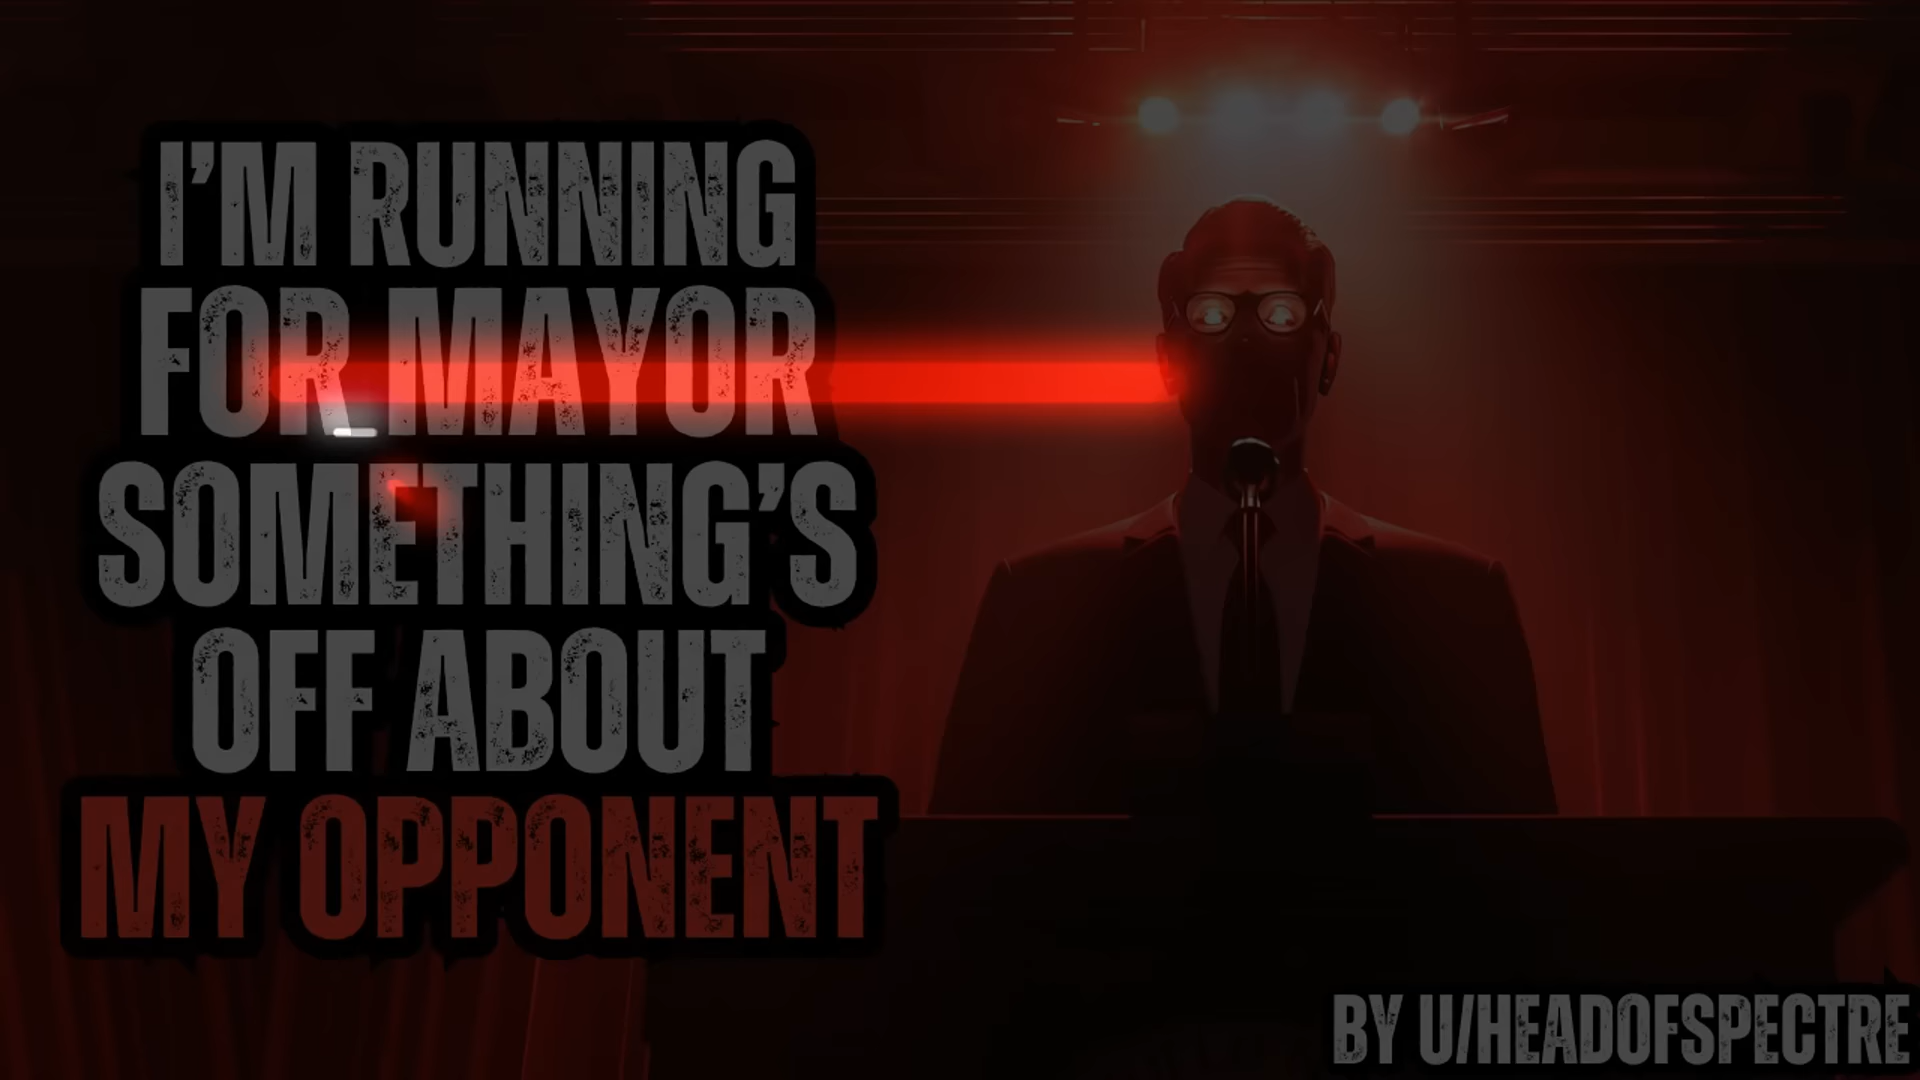 I'M RUNNING
FOR MAYOR
SOMETHING'S
OFF ABOUT
MY OPPONENT
BY U/HEADOFSPECTRE